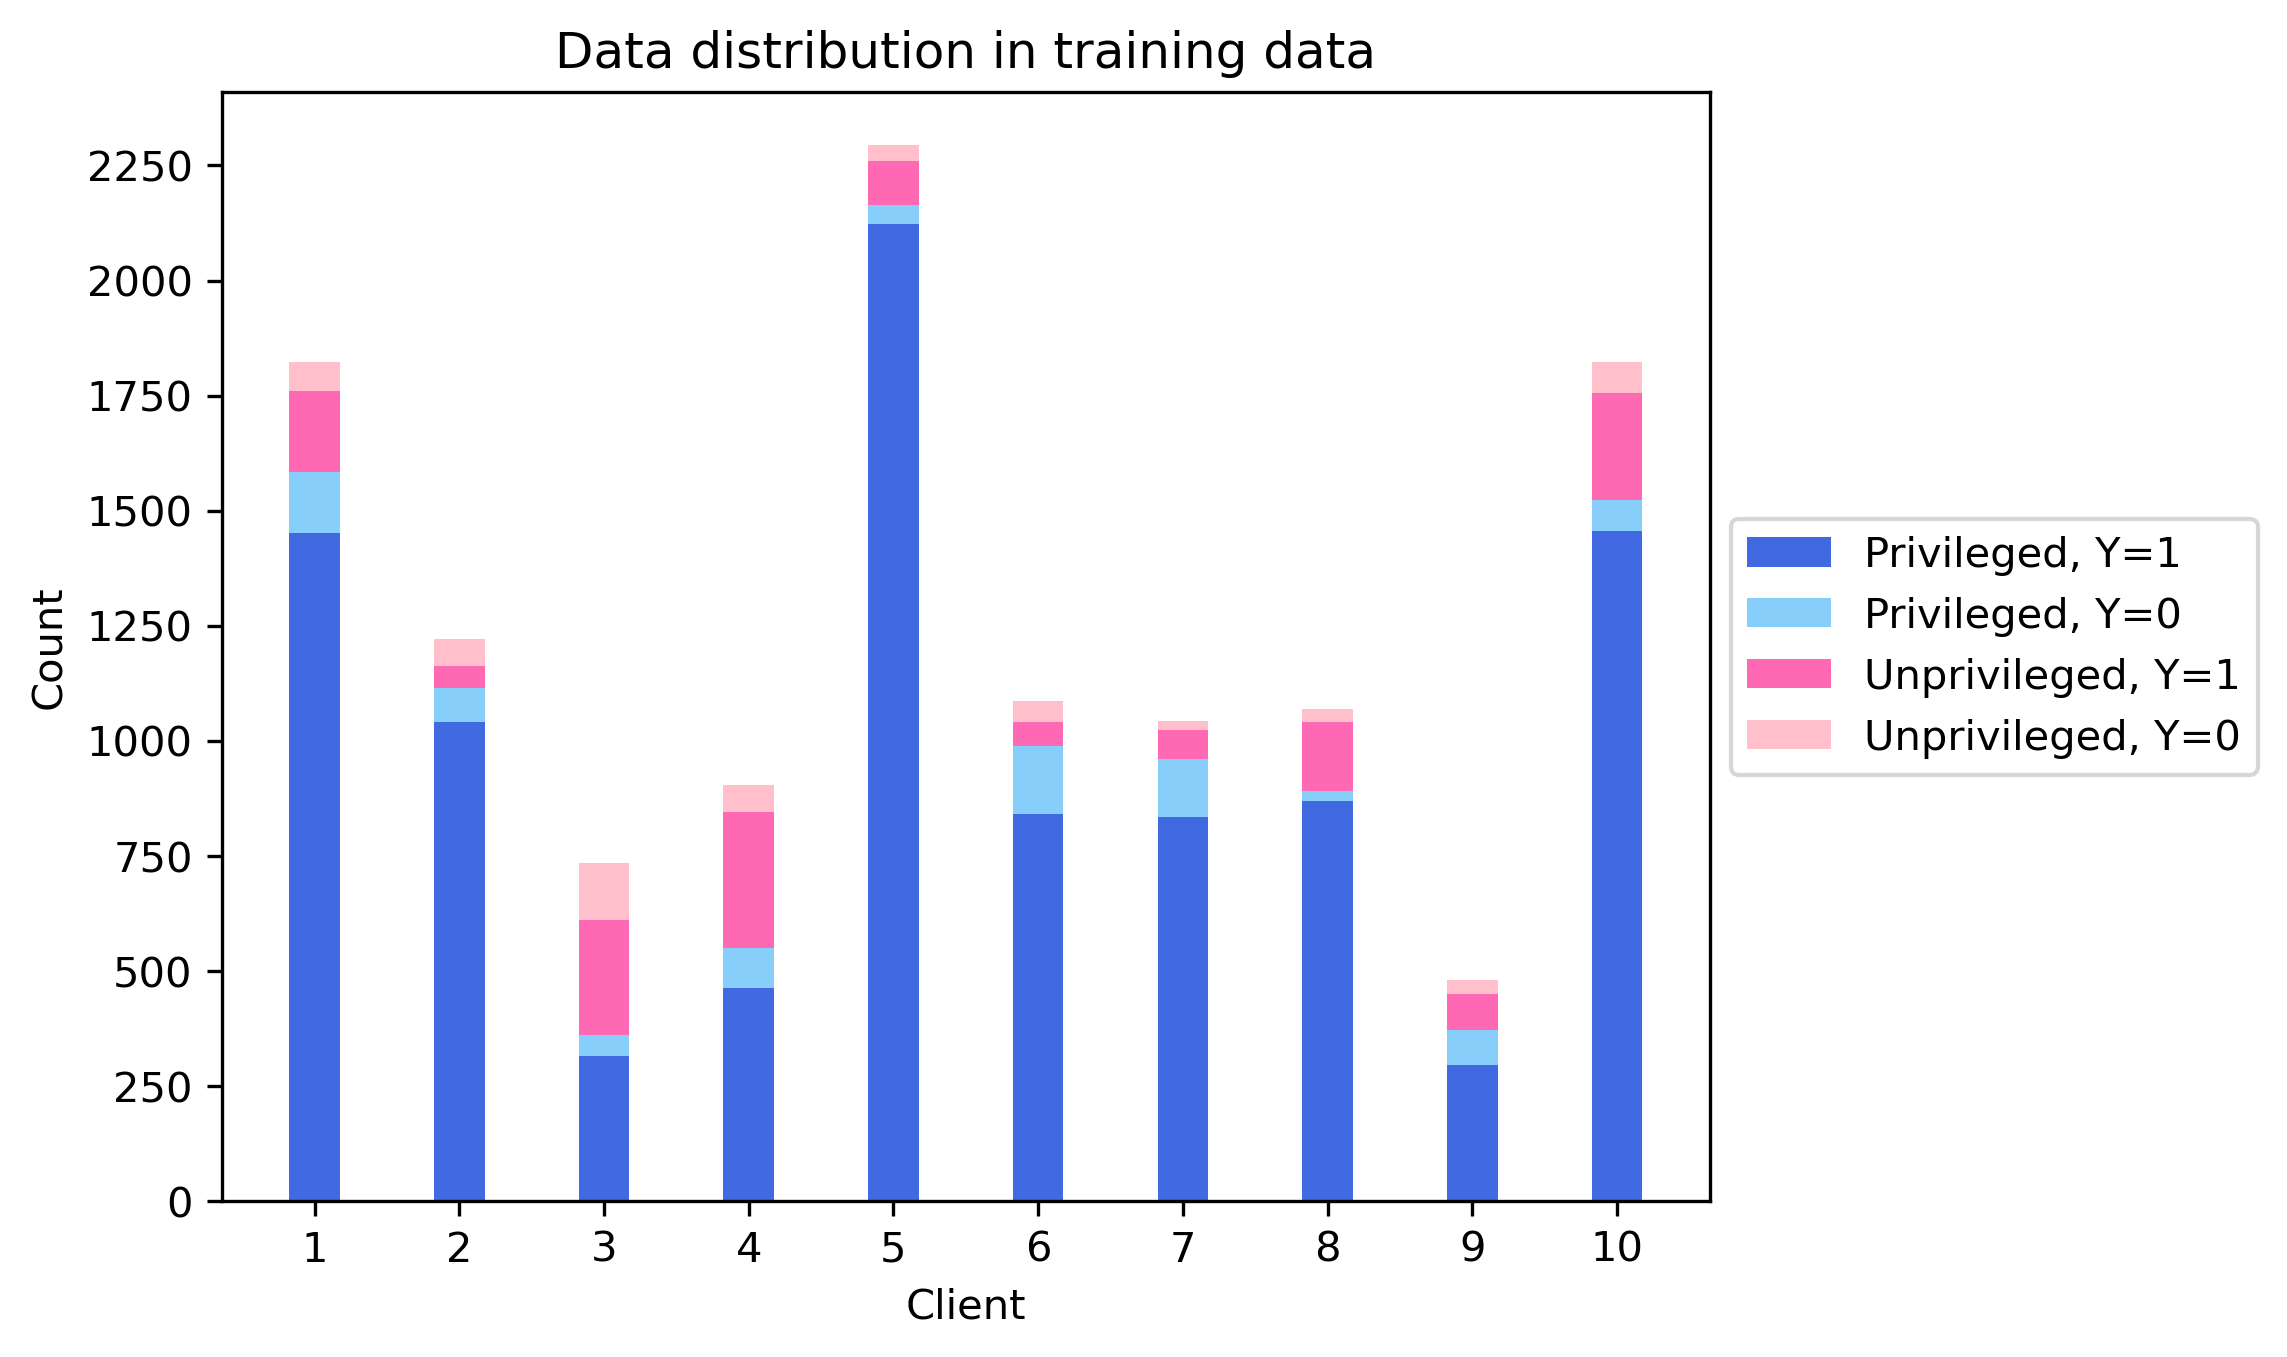 Data distribution in training data
Count
2250
2000
1750
1500
1250
1000
750
500
250
0
1 2 3 4 5 6 7 8 9 10
Client
Privileged, Y=1
Privileged, Y=0
Unprivileged, Y=1
Unprivileged, Y=0